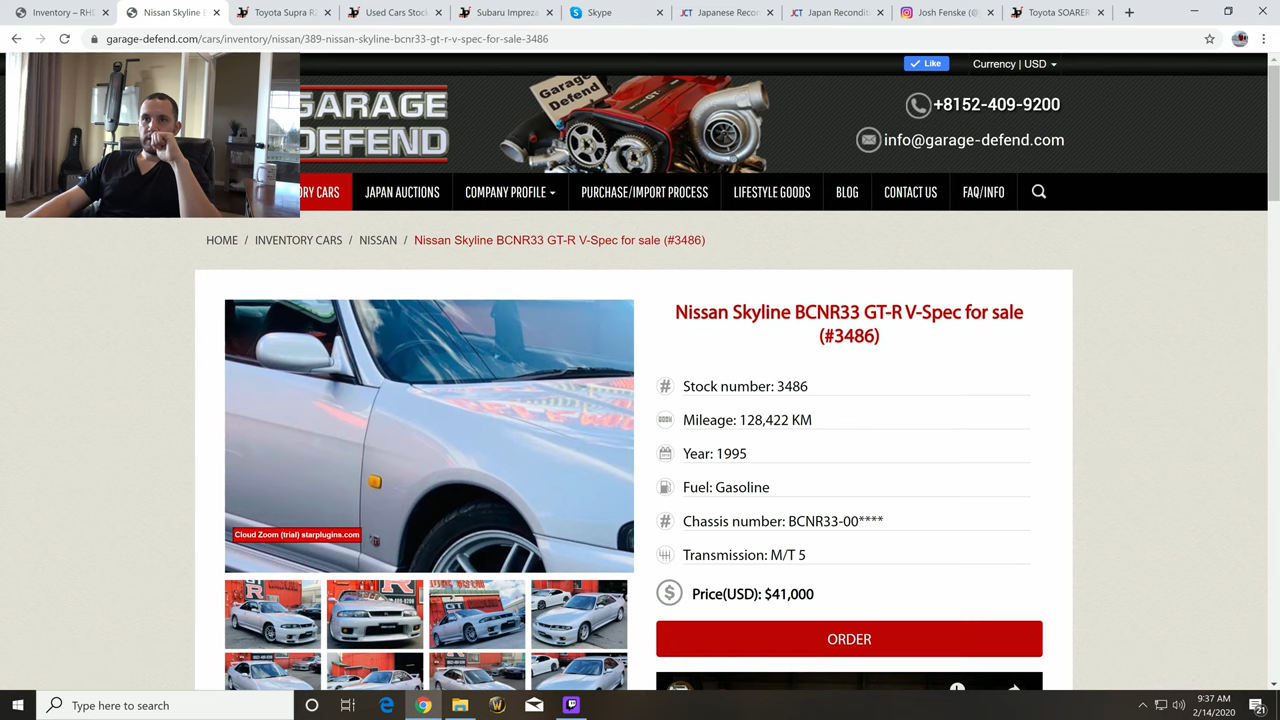 Inventory – RHE
Nissan Skyline B
Toyota Supra RZ
Used Cars Stock
Subaru Impreza
Skype
Japanese Recon
Japan Reconditi
Josh Fenske (@
Toyota SOARER
garage-defend.com/cars/inventory/nissan/389-nissan-skyline-bcnr33-gt-r-v-spec-for-sale-3486
Like
Currency | USD
GARAGE
DEFEND
Garage
Defend
+8152-409-9200
info@garage-defend.com
RY CARS
JAPAN AUCTIONS
COMPANY PROFILE
PURCHASE/IMPORT PROCESS
LIFESTYLE GOODS
BLOG
CONTACT US
FAQ/INFO
HOME / INVENTORY CARS / NISSAN / Nissan Skyline BCNR33 GT-R V-Spec for sale (#3486)
Nissan Skyline BCNR33 GT-R V-Spec for sale
(#3486)
Stock number: 3486
Mileage: 128,422 KM
Year: 1995
Fuel: Gasoline
Chassis number: BCNR33-00****
Transmission: M/T 5
Price(USD): $41,000
ORDER
Cloud Zoom (trial) starplugins.com
Type here to search
9:37 AM
2/14/2020
21